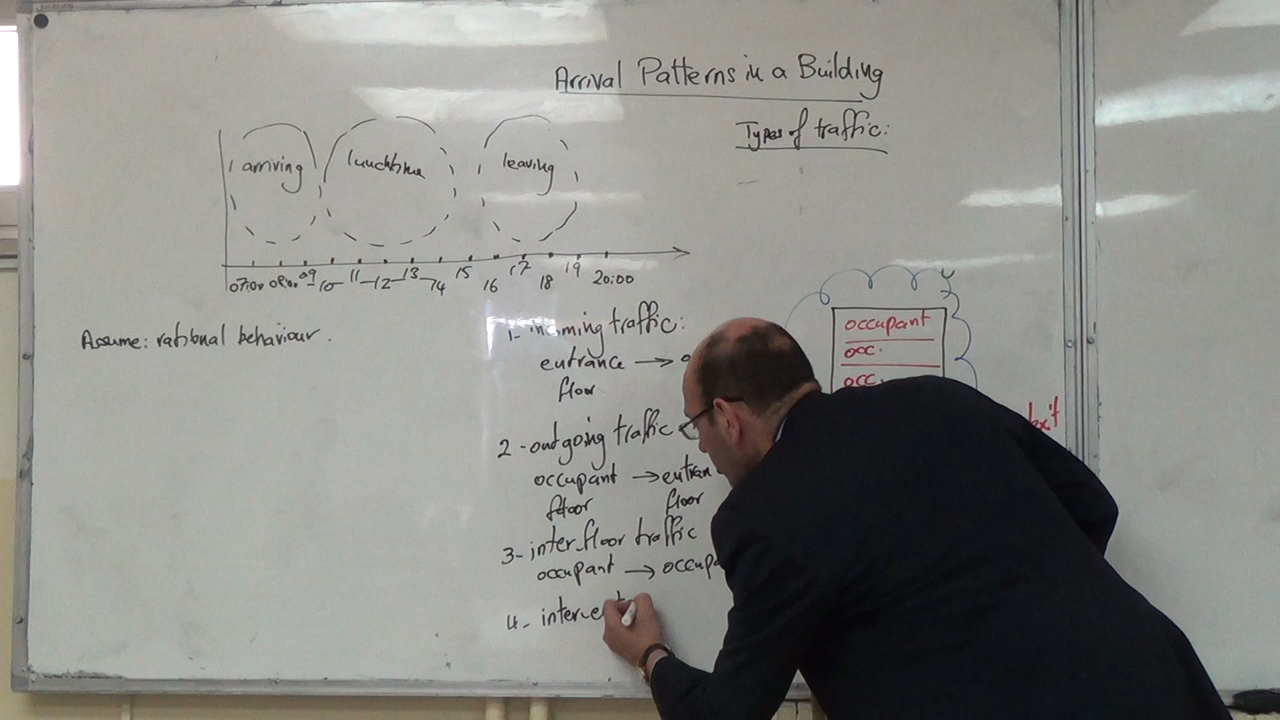 Arrival Patterns in a Building
Types of traffic:
arriving
lunchtime
leaving
07:00 08:00 09 10 11 12 13 14 15 16 17 18 19 20:00
Assume: rational behaviour.
1- incoming traffic:
entrance →
floor
2- outgoing traffic
occupant → entran
floor floor
3- inter-floor traffic
occupant → occupa
4- interent
occupant
occ.
occ.
exit